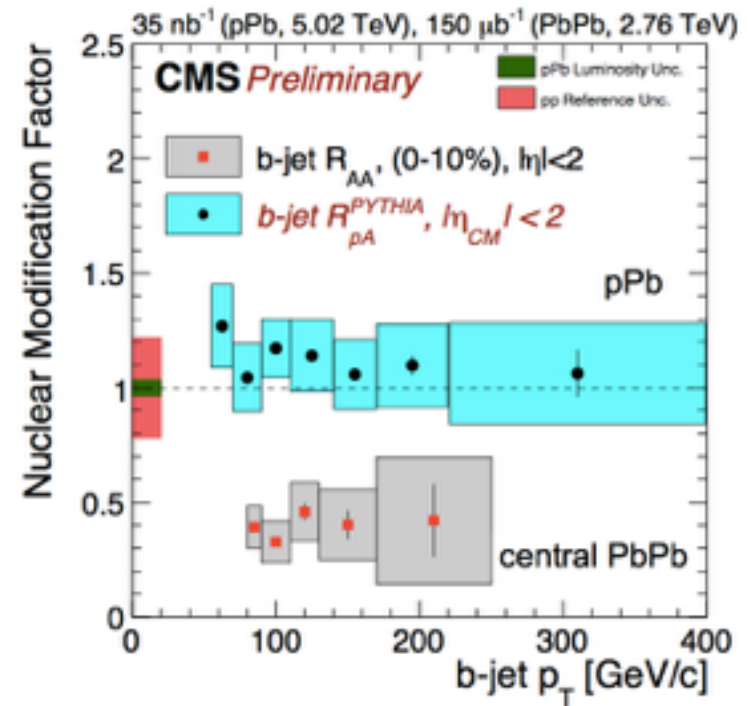 35 nb⁻¹ (pPb, 5.02 TeV), 150 μb⁻¹ (PbPb, 2.76 TeV)
CMS Preliminary
pPb Luminosity Unc.
pp Reference Unc.
b-jet R_AA, (0-10%), |η|<2
b-jet R_pA^PYTHIA, |η_CM| < 2
pPb
central PbPb
Nuclear Modification Factor
2.5
2
1.5
1
0.5
0
0 100 200 300 400
b-jet p_T [GeV/c]